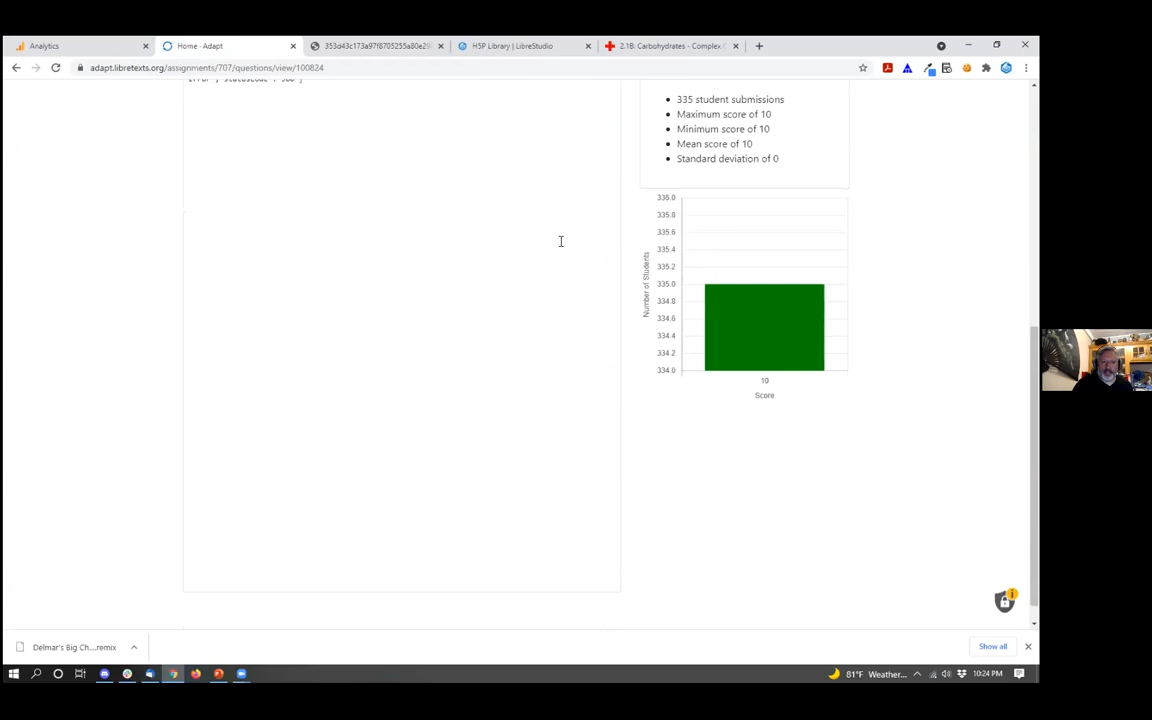 Analytics
Home - Adapt
353d43c173a97f8705255a80e2
H5P Library | LibreStudio
2.1B: Carbohydrates - Complex C
adapt.libretexts.org/assignments/707/questions/view/100824
335 student submissions
Maximum score of 10
Minimum score of 10
Mean score of 10
Standard deviation of 0
336.0
335.8
335.6
335.4
335.2
335.0
334.8
334.6
334.4
334.2
334.0
Number of Students
10
Score
Delmar's Big Ch....remix
Show all
81°F Weather...
10:24 PM